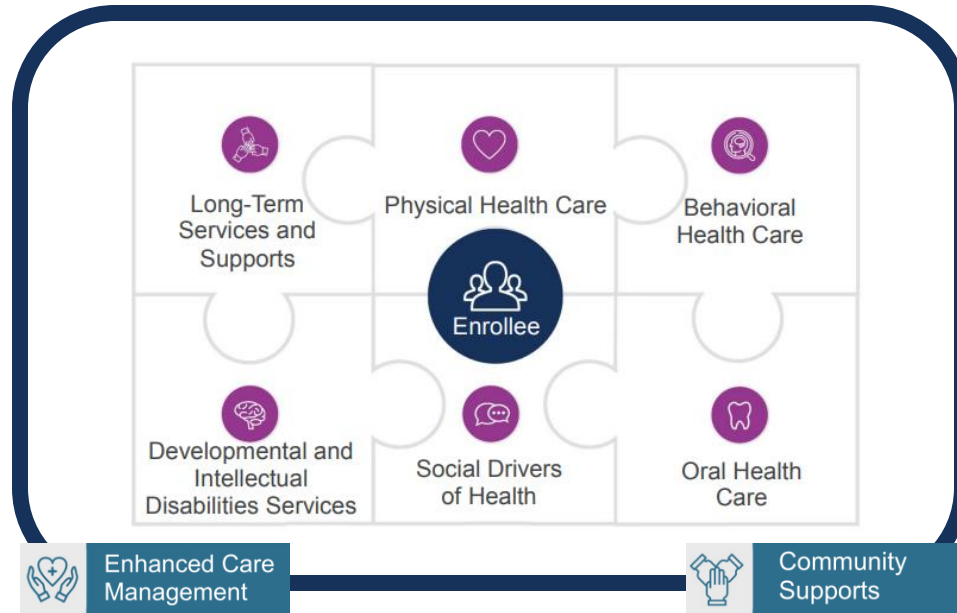 Long-Term
Services and
Supports
Physical Health Care
Behavioral
Health Care
Enrollee
Developmental and
Intellectual
Disabilities Services
Social Drivers
of Health
Oral Health
Care
Enhanced Care
Management
Community
Supports